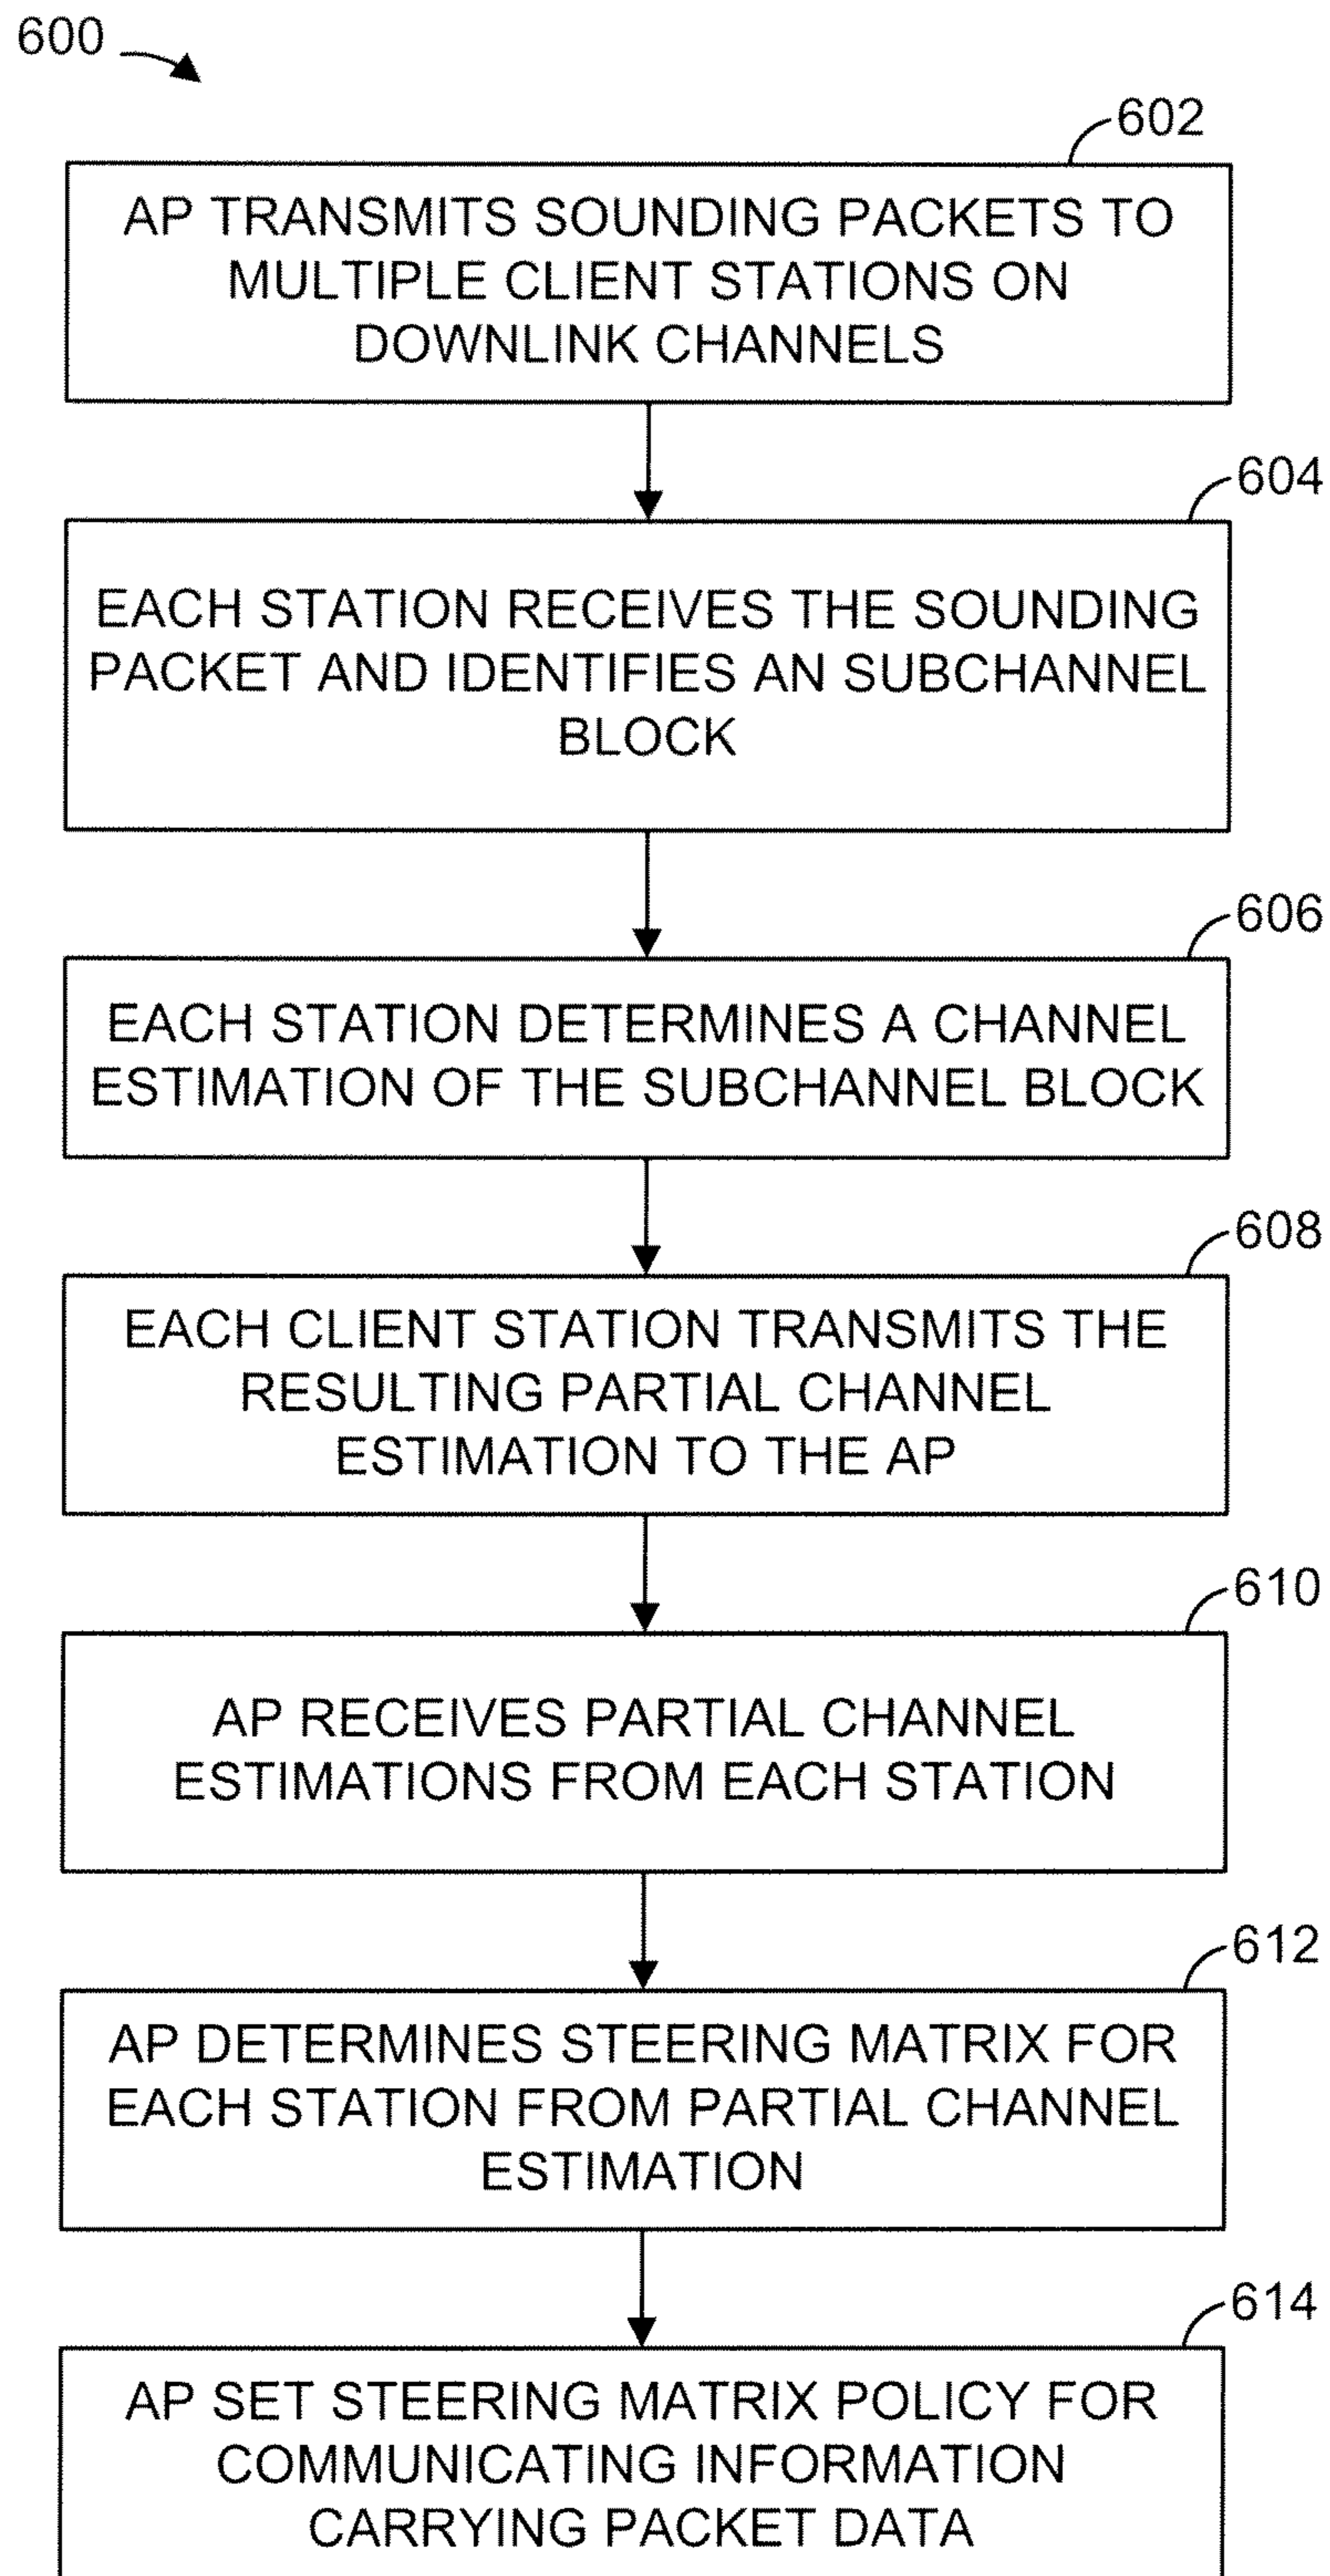 600
602
AP TRANSMITS SOUNDING PACKETS TO
MULTIPLE CLIENT STATIONS ON
DOWNLINK CHANNELS
604
EACH STATION RECEIVES THE SOUNDING
PACKET AND IDENTIFIES AN SUBCHANNEL
BLOCK
606
EACH STATION DETERMINES A CHANNEL
ESTIMATION OF THE SUBCHANNEL BLOCK
608
EACH CLIENT STATION TRANSMITS THE
RESULTING PARTIAL CHANNEL
ESTIMATION TO THE AP
610
AP RECEIVES PARTIAL CHANNEL
ESTIMATIONS FROM EACH STATION
612
AP DETERMINES STEERING MATRIX FOR
EACH STATION FROM PARTIAL CHANNEL
ESTIMATION
614
AP SET STEERING MATRIX POLICY FOR
COMMUNICATING INFORMATION
CARRYING PACKET DATA